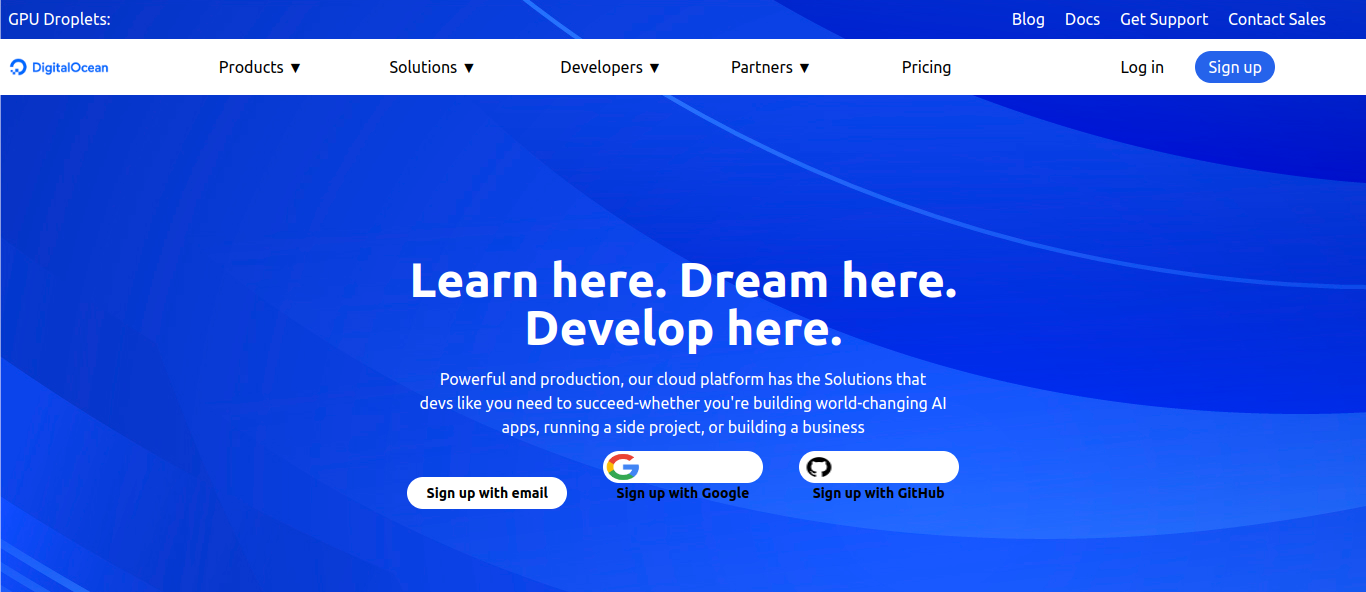 GPU Droplets:
Blog Docs Get Support Contact Sales
DigitalOcean Products ▼ Solutions ▼ Developers ▼ Partners ▼ Pricing Log in Sign up
Learn here. Dream here.
Develop here.
Powerful and production, our cloud platform has the Solutions that
devs like you need to succeed-whether you're building world-changing AI
apps, running a side project, or building a business
Sign up with email Sign up with Google Sign up with GitHub